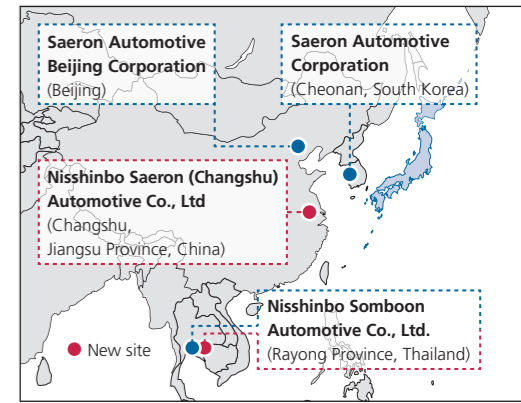 Saeron Automotive
Beijing Corporation
(Beijing)
Saeron Automotive
Corporation
(Cheonan, South Korea)
Nisshinbo Saeron (Changshu)
Automotive Co., Ltd
(Changshu,
Jiangsu Province, China)
Nisshinbo Somboon
Automotive Co., Ltd.
(Rayong Province, Thailand)
New site